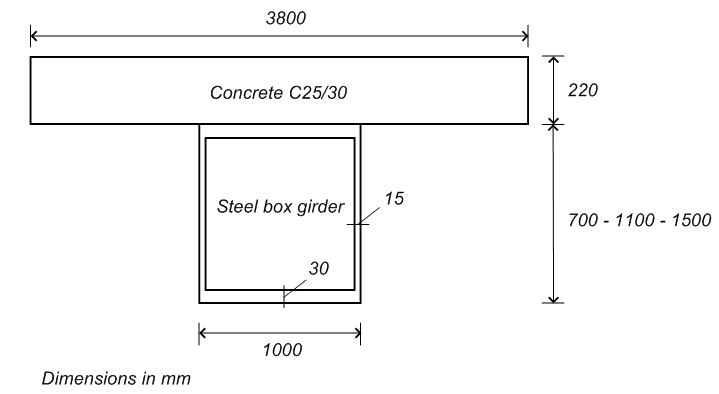 3800
Concrete C25/30
220
Steel box girder
15
700 - 1100 - 1500
30
1000
Dimensions in mm